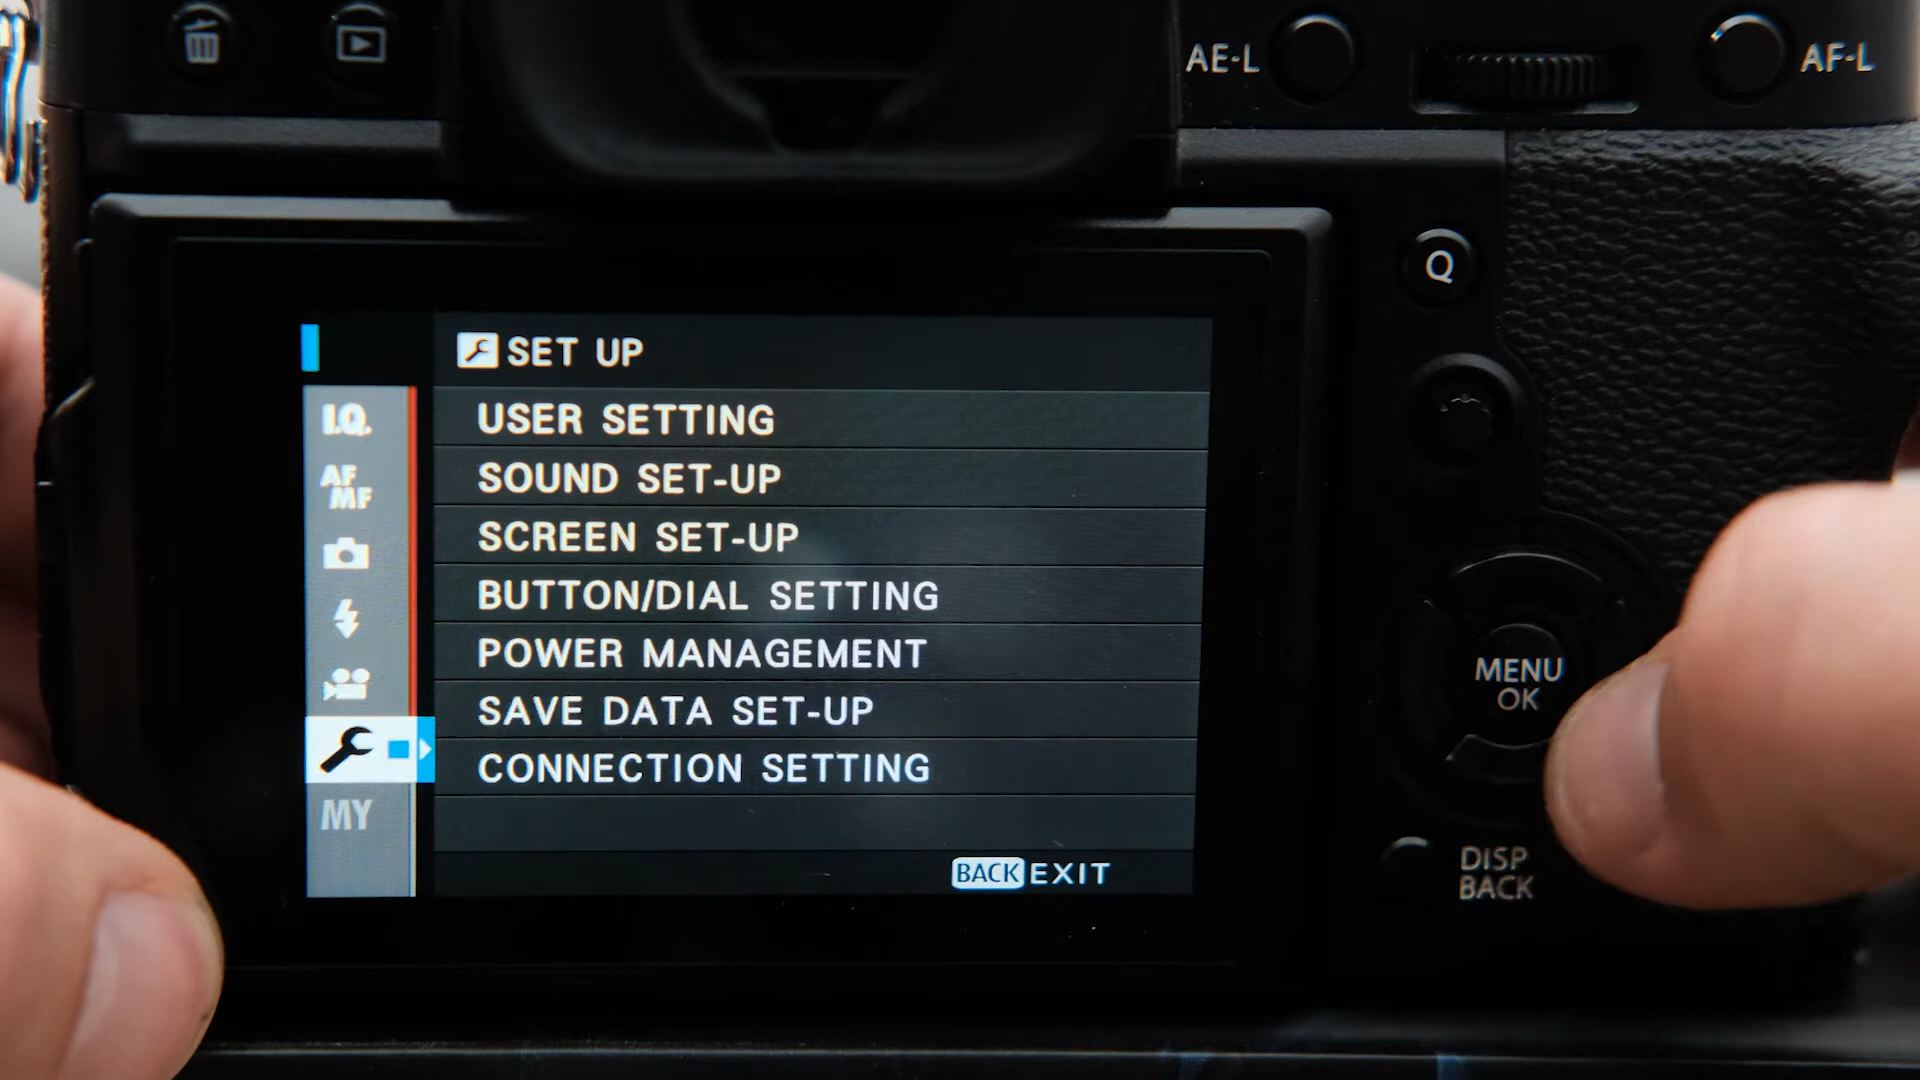 AE-L
AF-L
Q
SET UP
I.Q.
USER SETTING
AF
MF
SOUND SET-UP
SCREEN SET-UP
BUTTON/DIAL SETTING
POWER MANAGEMENT
SAVE DATA SET-UP
CONNECTION SETTING
MY
BACK EXIT
MENU
OK
DISP
BACK